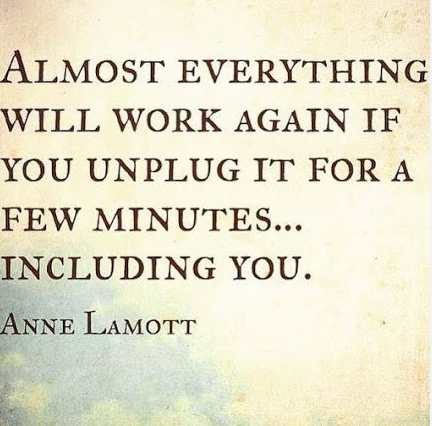 ALMOST EVERYTHING
WILL WORK AGAIN IF
YOU UNPLUG IT FOR A
FEW MINUTES...
INCLUDING YOU.
ANNE LAMOTT